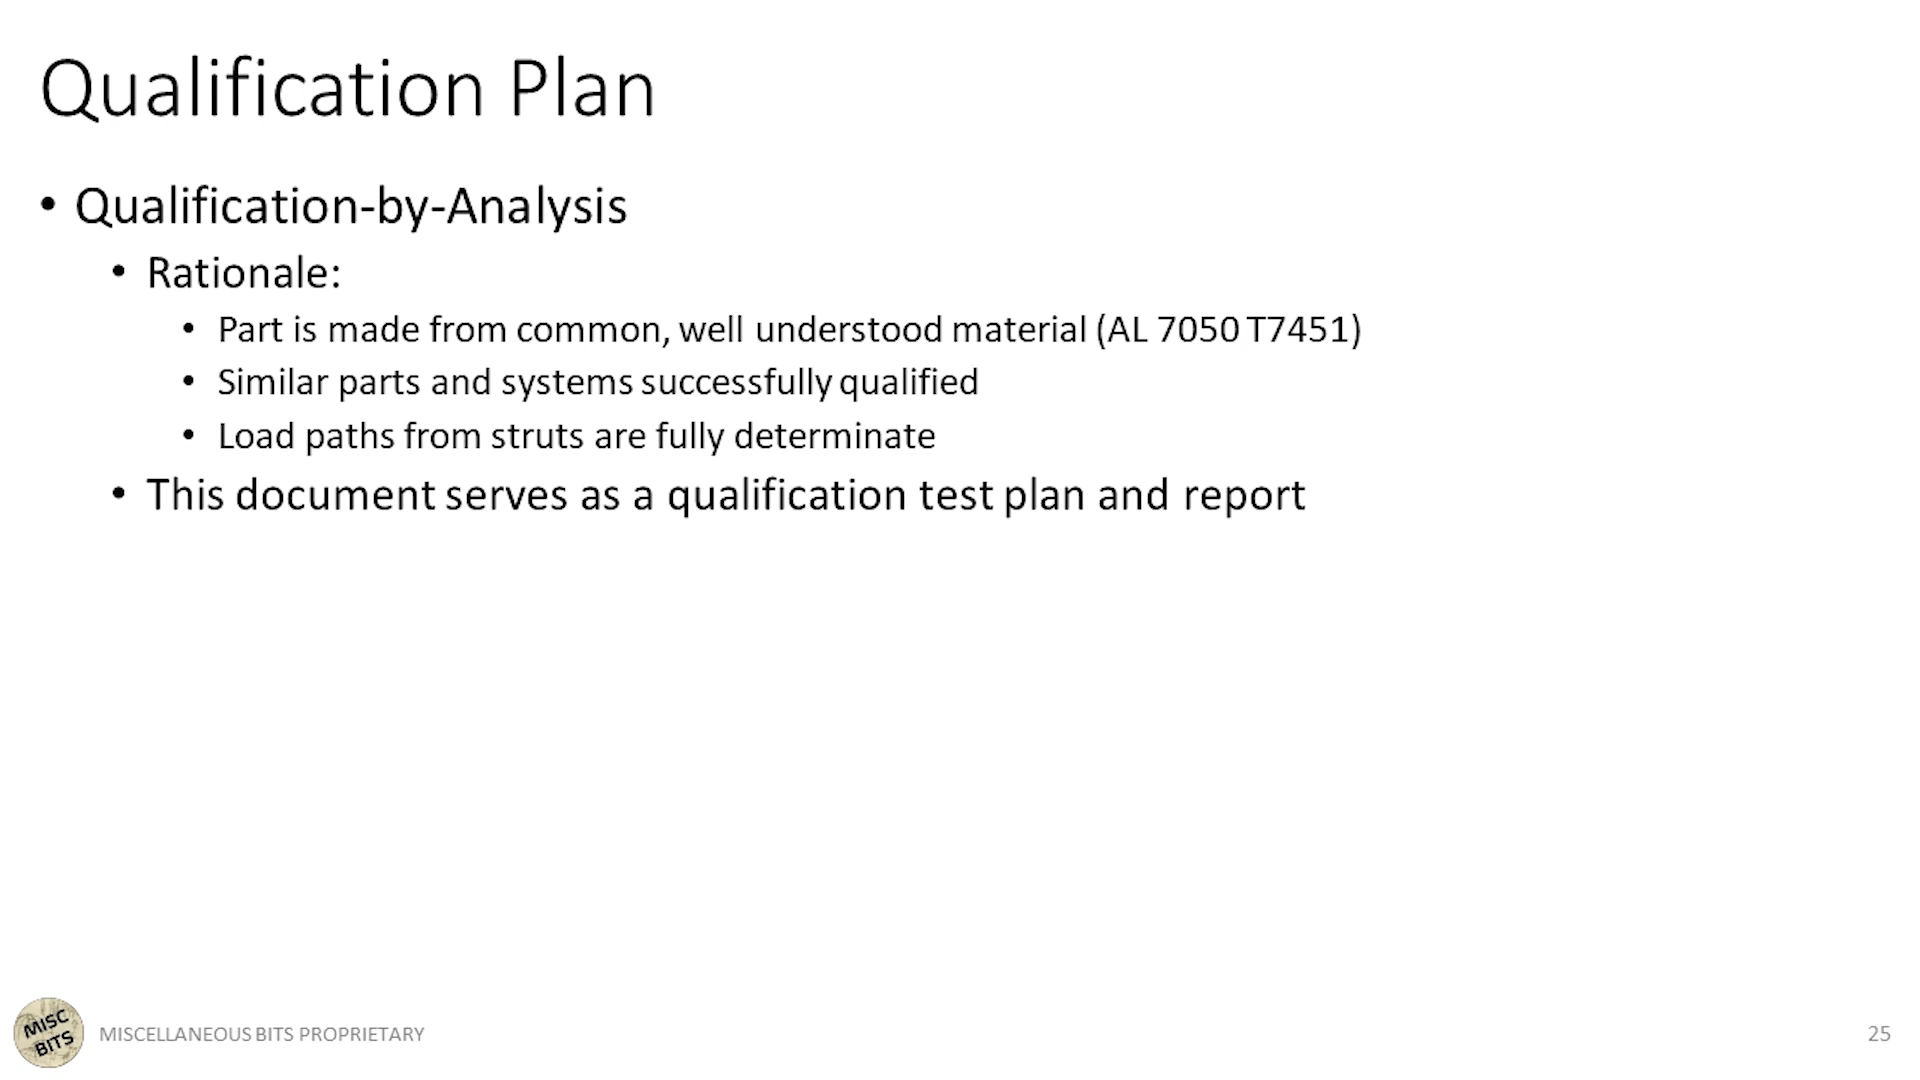 Qualification Plan
• Qualification-by-Analysis
• Rationale:
• Part is made from common, well understood material (AL 7050 T7451)
• Similar parts and systems successfully qualified
• Load paths from struts are fully determinate
• This document serves as a qualification test plan and report
MISC
BITS
MISCELLANEOUS BITS PROPRIETARY
25